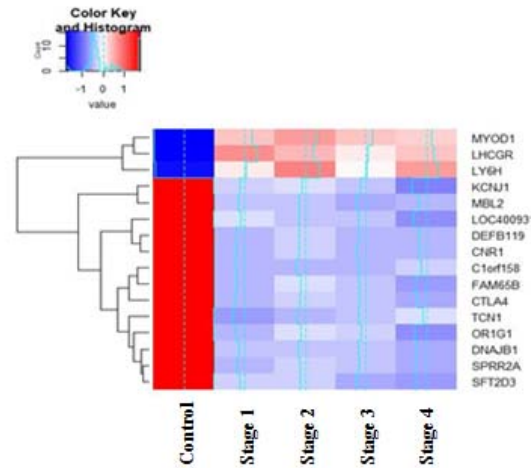 Color Key
and Histogram
Count
0 10
-1 0 1
value
MYOD1
LHCGR
LY6H
KCNJ1
MBL2
LOC40093
DEFB119
CNR1
C1orf158
FAM65B
CTLA4
TCN1
OR1G1
DNAJB1
SPRR2A
SFT2D3
Control
Stage 1
Stage 2
Stage 3
Stage 4